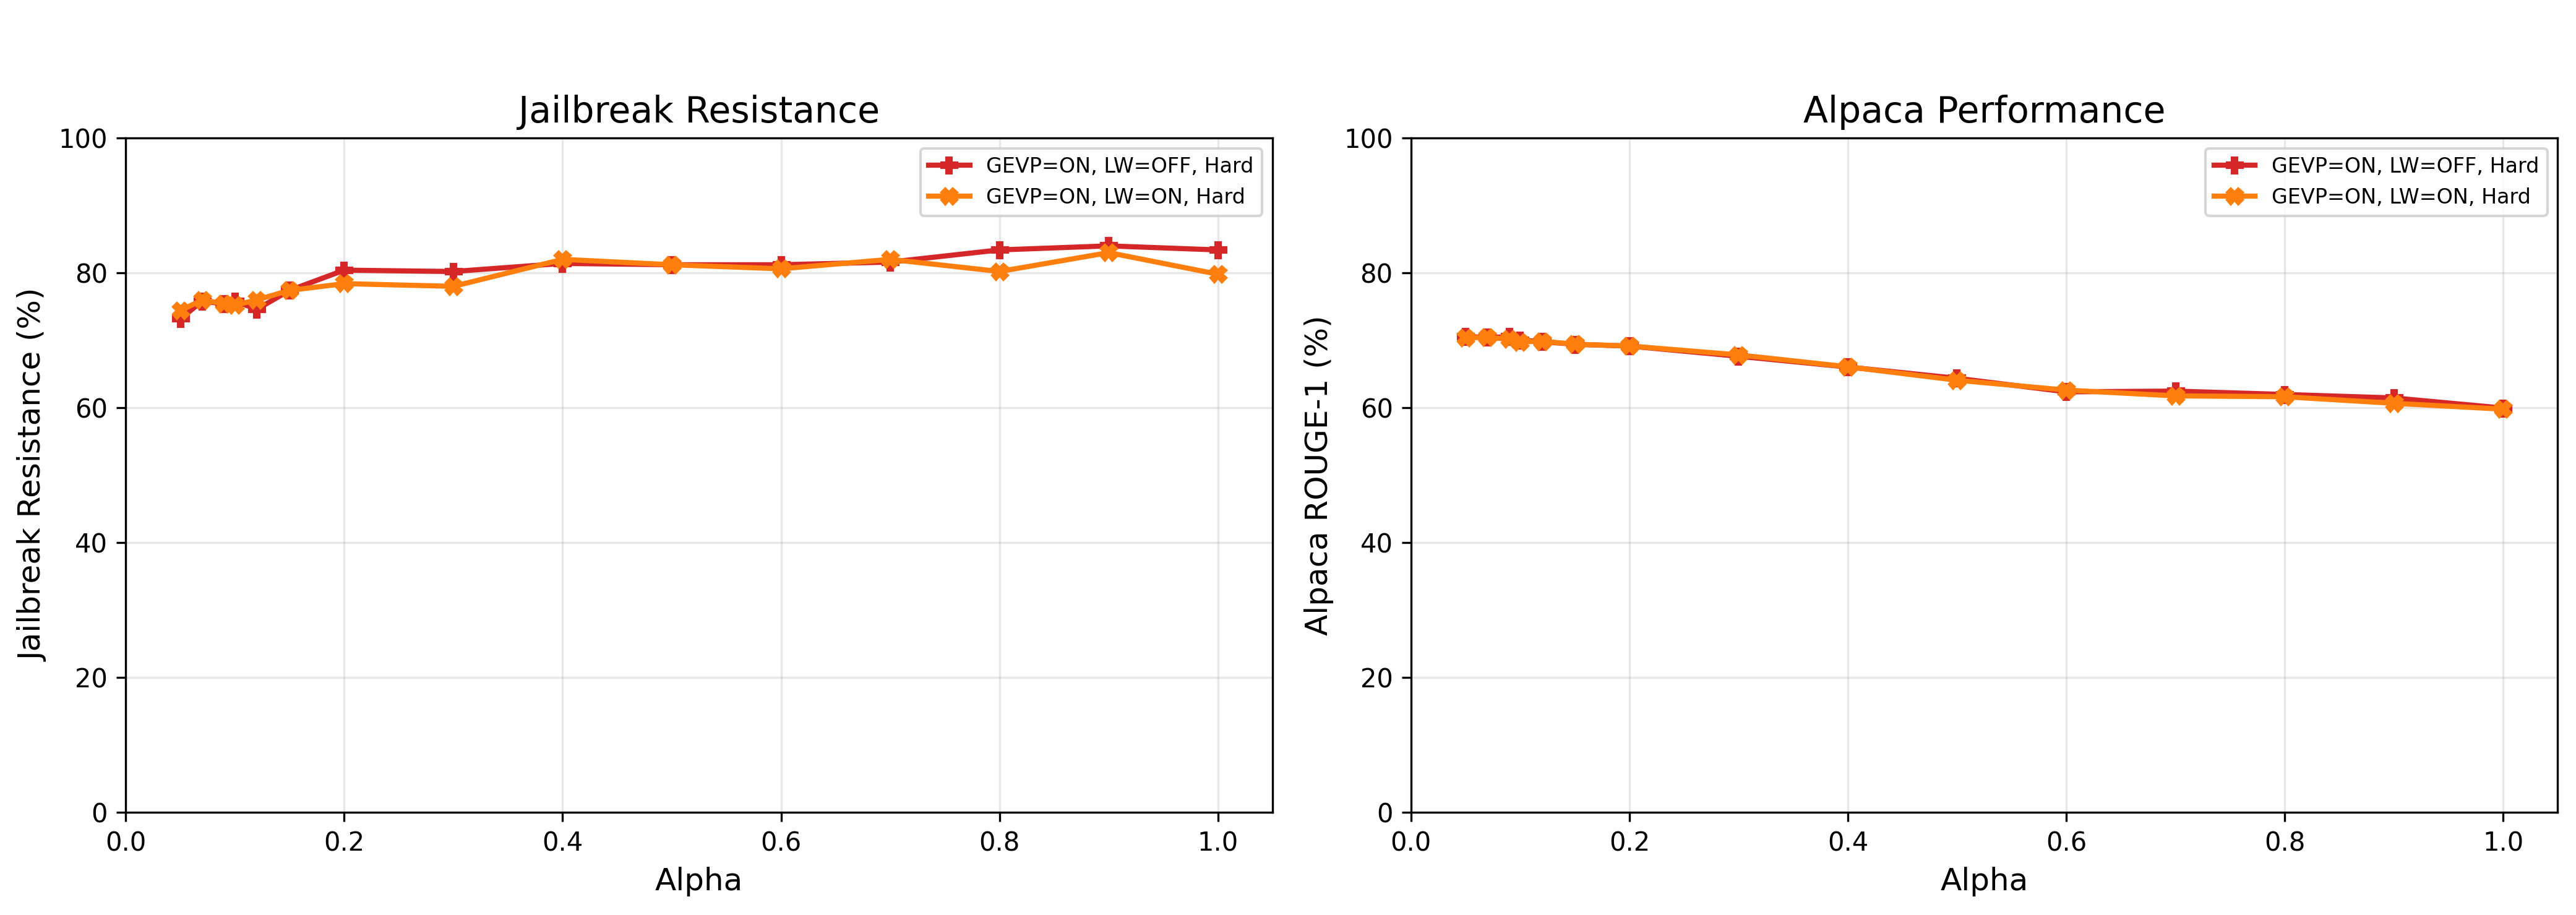 Jailbreak Resistance
100
80
60
40
20
0
0.0 0.2 0.4 0.6 0.8 1.0
Jailbreak Resistance (%)
Alpha
GEVP=ON, LW=OFF, Hard
GEVP=ON, LW=ON, Hard
Alpaca Performance
100
80
60
40
20
0
0.0 0.2 0.4 0.6 0.8 1.0
Alpaca ROUGE-1 (%)
Alpha
GEVP=ON, LW=OFF, Hard
GEVP=ON, LW=ON, Hard